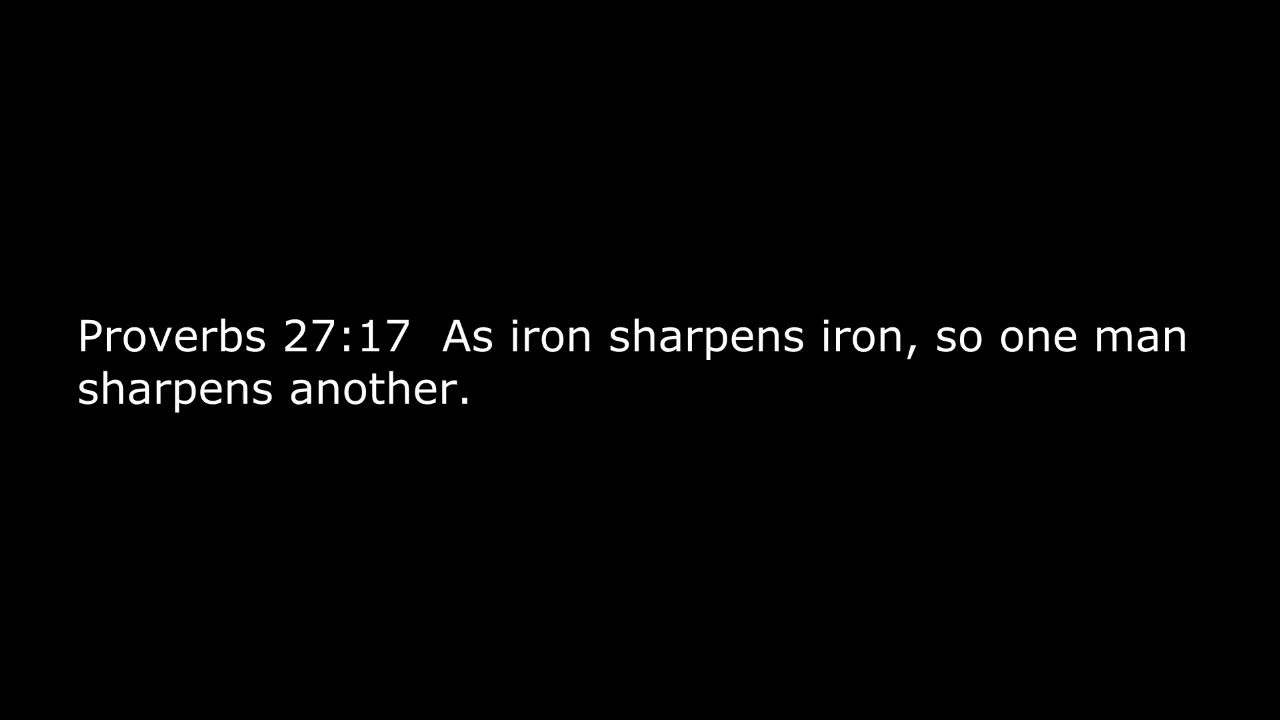 Proverbs 27:17  As iron sharpens iron, so one man
sharpens another.